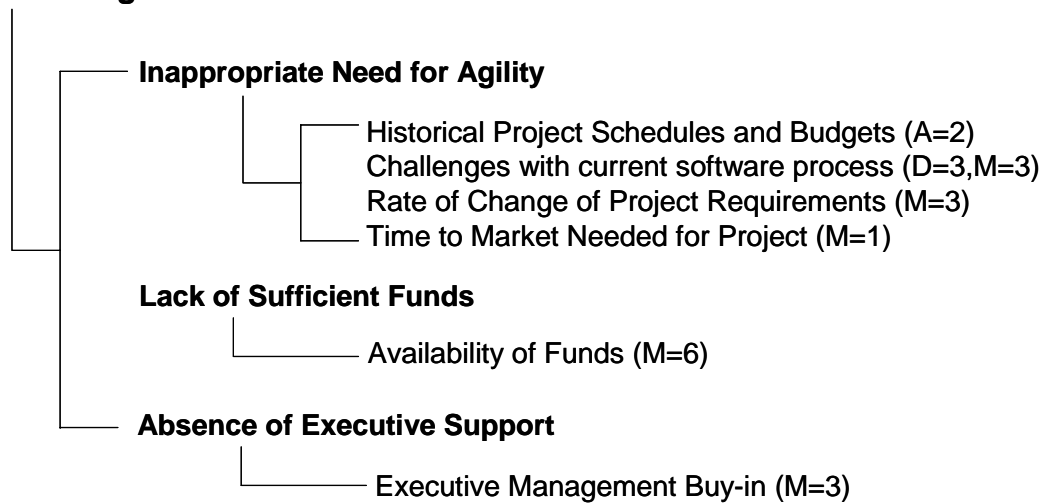 Inappropriate Need for Agility
Historical Project Schedules and Budgets (A=2)
Challenges with current software process (D=3,M=3)
Rate of Change of Project Requirements (M=3)
Time to Market Needed for Project (M=1)
Lack of Sufficient Funds
Availability of Funds (M=6)
Absence of Executive Support
Executive Management Buy-in (M=3)